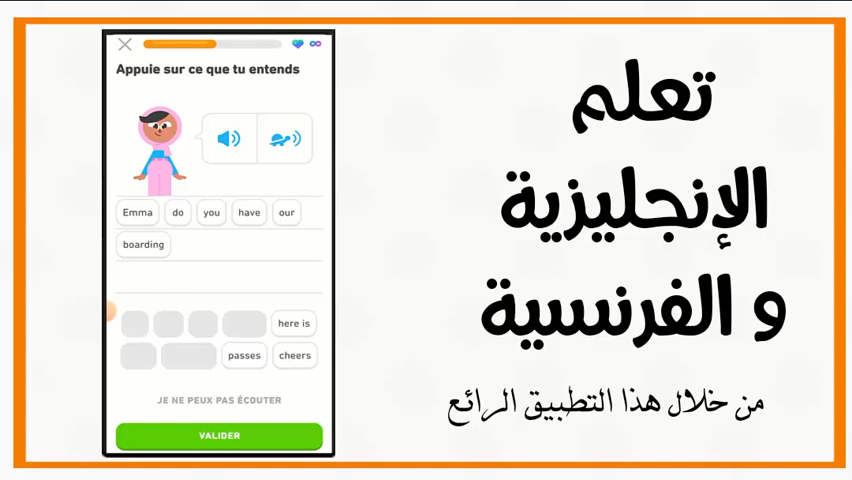 Appuie sur ce que tu entends
Emma do you have our
boarding
here is
passes cheers
JE NE PEUX PAS ÉCOUTER
VALIDER
تعلم
الإنجليزية
و الفرنسية
من خلال هذا التطبيق الرائع